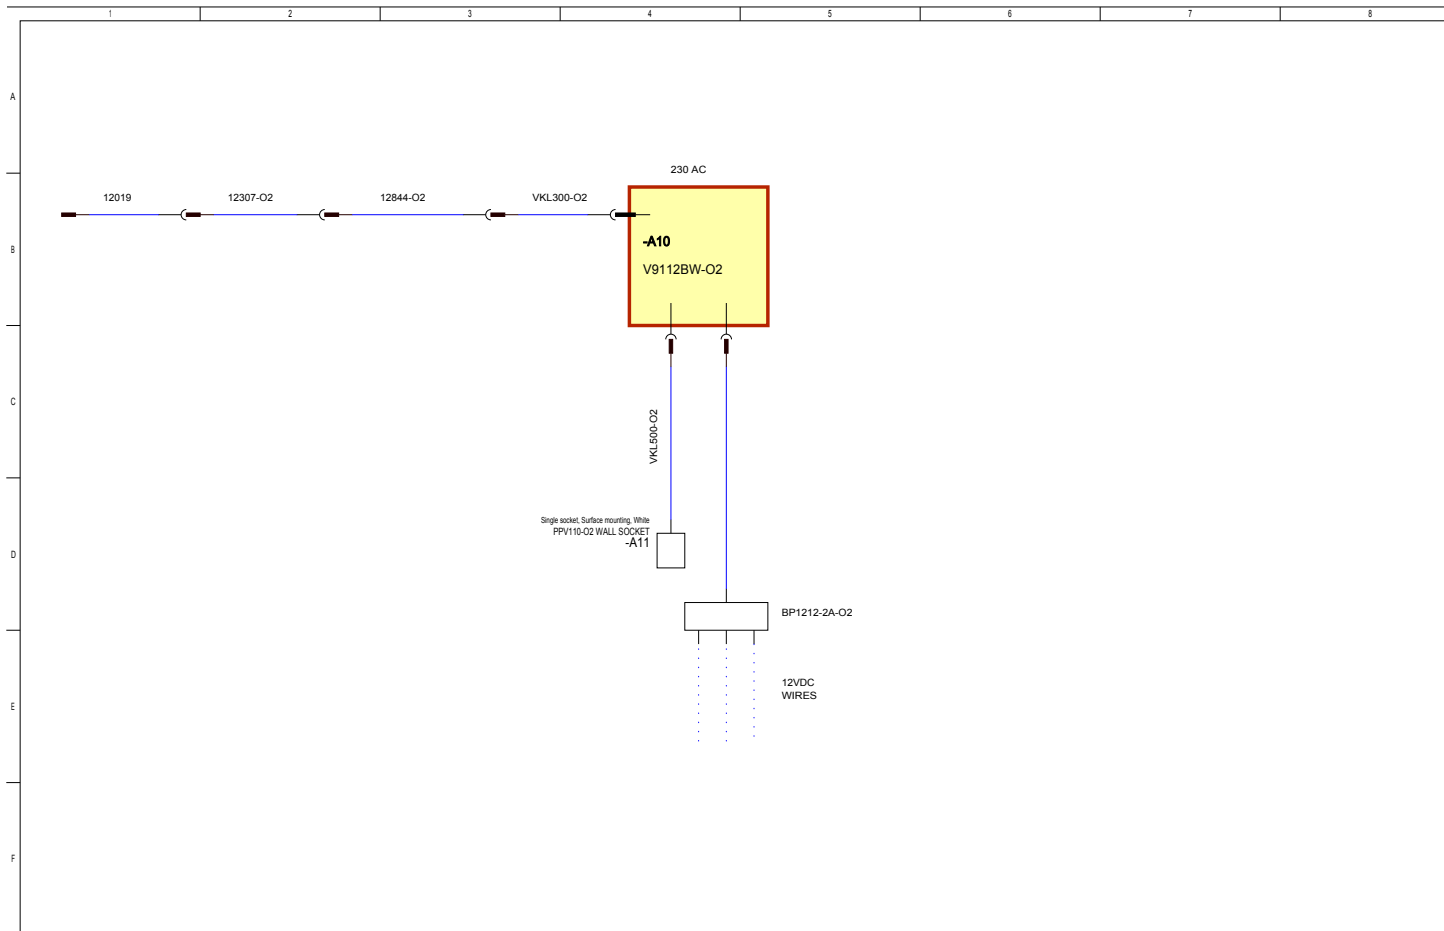 1 2 3 4 5 6 7 8
A
230 AC
12019 12307-O2 12844-O2 VKL300-O2
-A10
B
V9112BW-O2
C
VKL500-O2
Single socket, Surface mounting, White
PPV110-O2 WALL SOCKET
-A11
D
BP1212-2A-O2
12VDC
WIRES
E
F